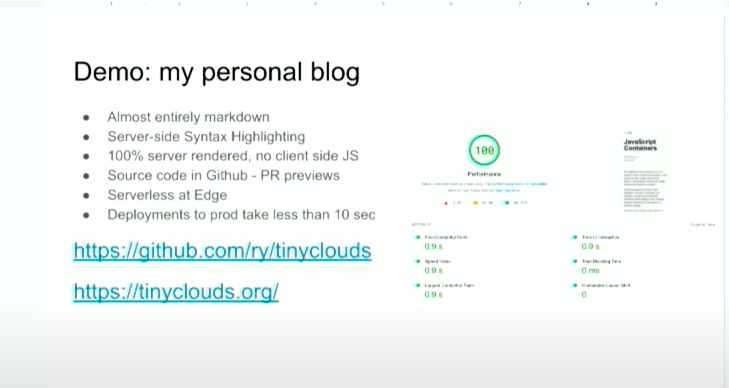 Demo: my personal blog
Almost entirely markdown
Server-side Syntax Highlighting
100% server rendered, no client side JS
Source code in Github - PR previews
Serverless at Edge
Deployments to prod take less than 10 sec
https://github.com/ry/tinyclouds
https://tinyclouds.org/
100
Performance
JavaScript
Containers
First Contentful Paint
0.9 s
Time to Interactive
0.9 s
Speed Index
0.9 s
Total Blocking Time
0 ms
Largest Contentful Paint
0.9 s
Cumulative Layout Shift
0